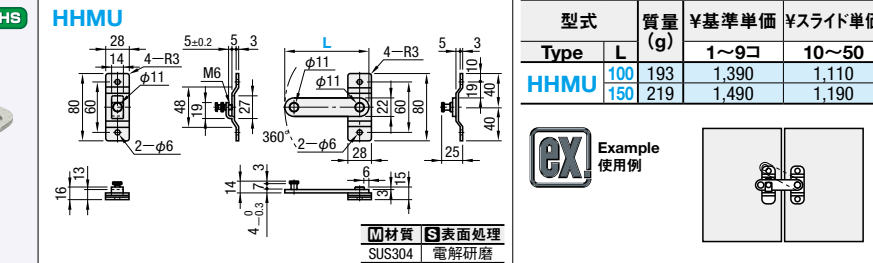 HS
HHMU
28
14
4−R3
φ11
80
60
2−φ6
5±0.2
5
3
M6
48
19
27
L
4−R3
φ11
φ11
22
60
80
360°
2−φ6
28
5
3
10
19
40
40
25
16
13
14
7
3
4 0 −0.3
6
3
15
M材質 S表面処理
SUS304 電解研磨
型式 質量(g) ¥基準単価 ¥スライド単価
Type L 1〜9コ 10〜50
HHMU 100 193 1,390 1,110
150 219 1,490 1,190
ex. Example
使用例